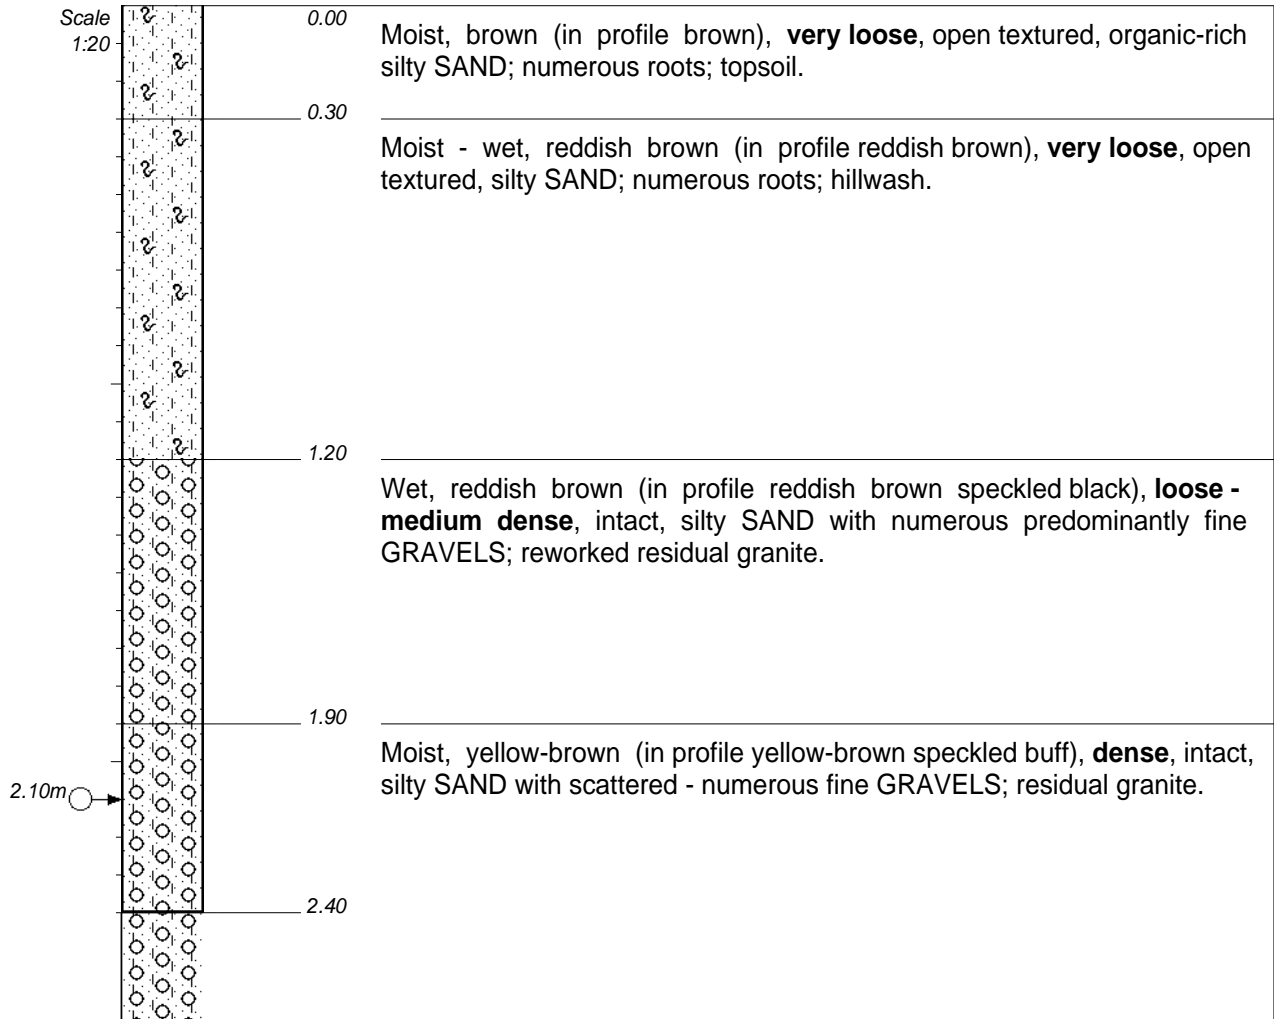 Scale
1:20
0.00
Moist, brown (in profile brown), very loose, open textured, organic-rich
silty SAND; numerous roots; topsoil.
0.30
Moist - wet, reddish brown (in profile reddish brown), very loose, open
textured, silty SAND; numerous roots; hillwash.
1.20
Wet, reddish brown (in profile reddish brown speckled black), loose -
medium dense, intact, silty SAND with numerous predominantly fine
GRAVELS; reworked residual granite.
1.90
Moist, yellow-brown (in profile yellow-brown speckled buff), dense, intact,
silty SAND with scattered - numerous fine GRAVELS; residual granite.
2.10m
2.40